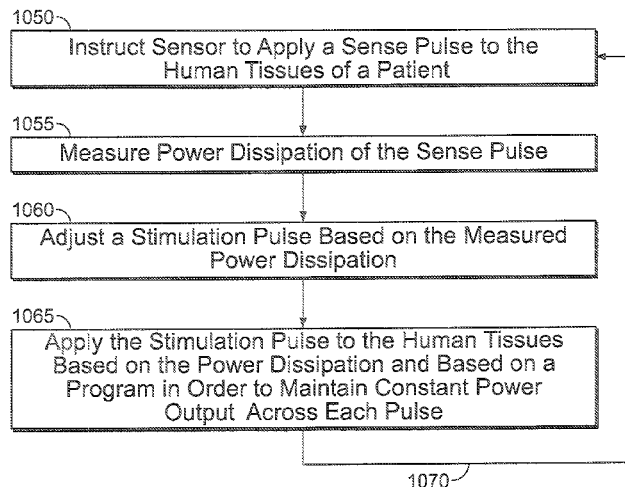 1050
Instruct Sensor to Apply a Sense Pulse to the
Human Tissues of a Patient
1055
Measure Power Dissipation of the Sense Pulse
1060
Adjust a Stimulation Pulse Based on the Measured
Power Dissipation
1065
Apply the Stimulation Pulse to the Human Tissues
Based on the Power Dissipation and Based on a
Program in Order to Maintain Constant Power
Output Across Each Pulse
1070